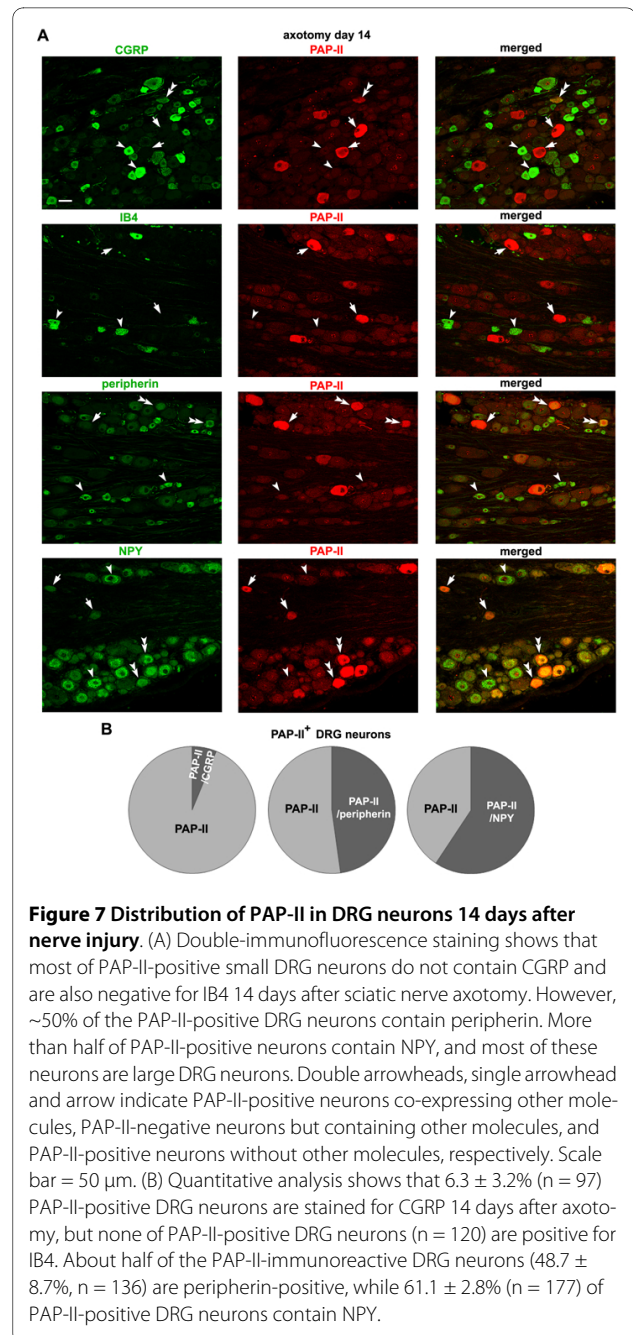 A
axotomy day 14
CGRP PAP-II merged
IB4 PAP-II merged
peripherin PAP-II merged
NPY PAP-II merged
B
PAP-II+ DRG neurons
PAP-II
/CGRP
PAP-II
PAP-II
PAP-II
/peripherin
PAP-II
PAP-II
/NPY
Figure 7 Distribution of PAP-II in DRG neurons 14 days after
nerve injury. (A) Double-immunofluorescence staining shows that
most of PAP-II-positive small DRG neurons do not contain CGRP and
are also negative for IB4 14 days after sciatic nerve axotomy. However,
~50% of the PAP-II-positive DRG neurons contain peripherin. More
than half of PAP-II-positive neurons contain NPY, and most of these
neurons are large DRG neurons. Double arrowheads, single arrowhead
and arrow indicate PAP-II-positive neurons co-expressing other mole-
cules, PAP-II-negative neurons but containing other molecules, and
PAP-II-positive neurons without other molecules, respectively. Scale
bar = 50 μm. (B) Quantitative analysis shows that 6.3 ± 3.2% (n = 97)
PAP-II-positive DRG neurons are stained for CGRP 14 days after axoto-
my, but none of PAP-II-positive DRG neurons (n = 120) are positive for
IB4. About half of the PAP-II-immunoreactive DRG neurons (48.7 ±
8.7%, n = 136) are peripherin-positive, while 61.1 ± 2.8% (n = 177) of
PAP-II-positive DRG neurons contain NPY.